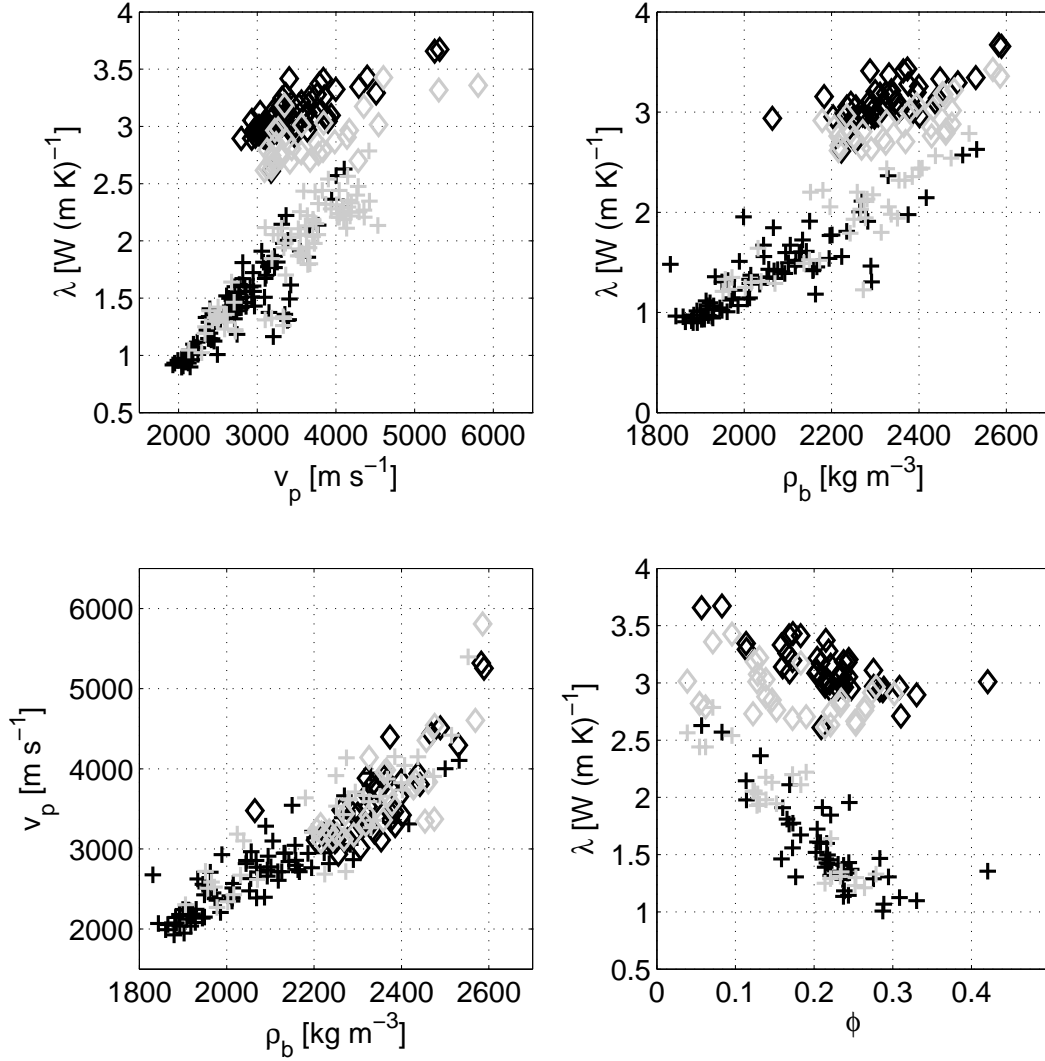 4
3.5
3
2.5
2
1.5
1
0.5
λ [W (m K)⁻¹]
2000 3000 4000 5000 6000
v_p [m s⁻¹]
4
3
2
1
0
λ [W (m K)⁻¹]
1800 2000 2200 2400 2600
ρ_b [kg m⁻³]
6000
5000
4000
3000
2000
v_p [m s⁻¹]
1800 2000 2200 2400 2600
ρ_b [kg m⁻³]
4
3.5
3
2.5
2
1.5
1
0.5
λ [W (m K)⁻¹]
0 0.1 0.2 0.3 0.4
ϕ